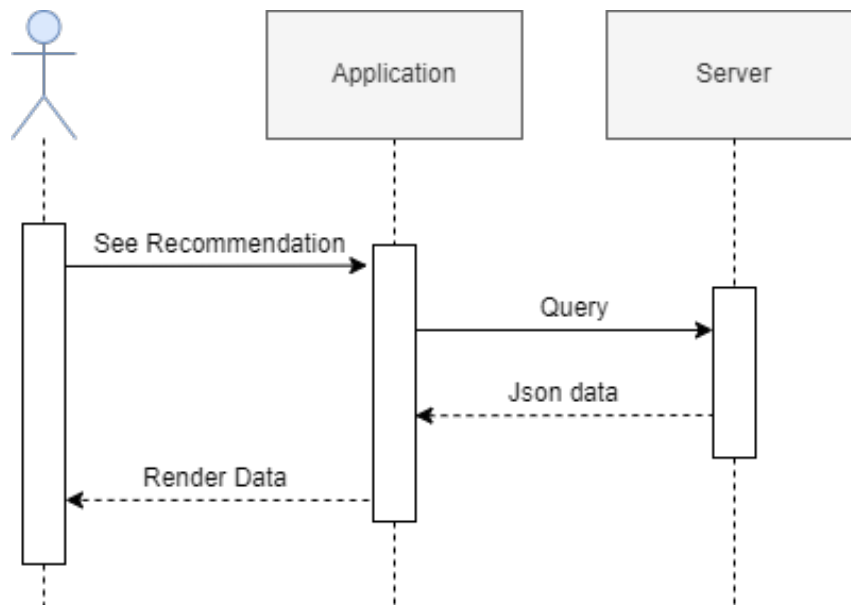 Application
Server
See Recommendation
Query
Json data
Render Data